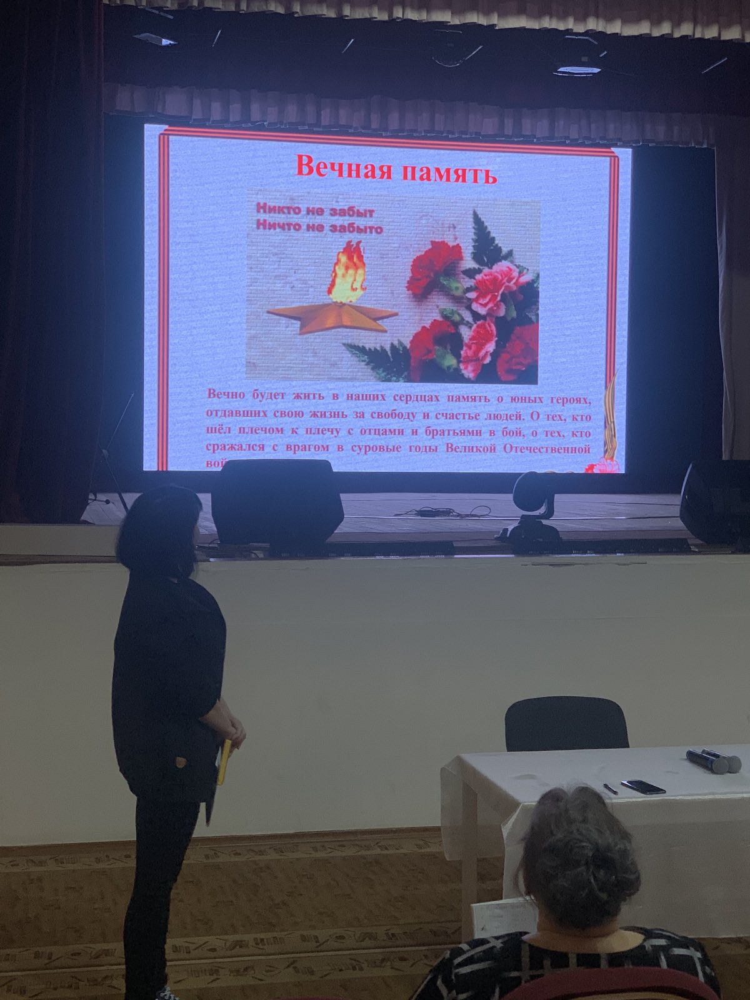 Вечная память
Никто не забыт
Ничто не забыто
Вечно будет жить в наших сердцах память о юных героях,
отдавших свою жизнь за свободу и счастье людей. О тех, кто
шёл плечом к плечу с отцами и братьями в бой, о тех, кто
сражался с врагом в суровые годы Великой Отечественной
вой